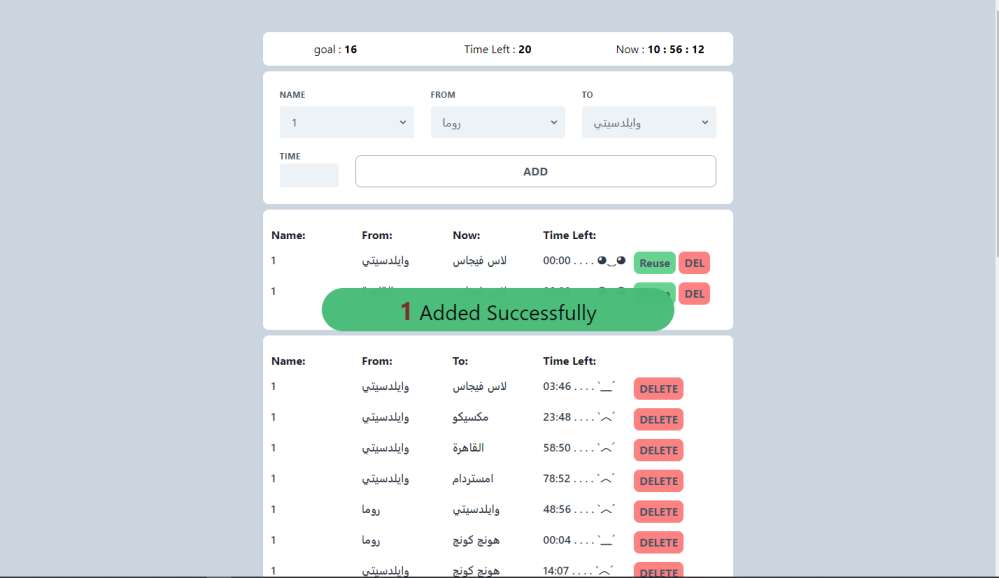 goal : 16 Time Left : 20 Now : 10 : 56 : 12
NAME FROM TO
1 روما وايلدسيتي
TIME
ADD
Name: From: Now: Time Left:
1 وايلدسيتي لاس فيجاس 00:00 . . . . ◕‿◕ Reuse DEL
1 DEL
1 Added Successfully
Name: From: To: Time Left:
1 وايلدسيتي لاس فيجاس 03:46 . . . . `__´ DELETE
1 وايلدسيتي مكسيكو 23:48 . . . . `︿´ DELETE
1 وايلدسيتي القاهرة 58:50 . . . . `︿´ DELETE
1 وايلدسيتي امستردام 78:52 . . . . `︿´ DELETE
1 روما وايلدسيتي 48:56 . . . . `︿´ DELETE
1 روما هونج كونج 00:04 . . . . `__´ DELETE
1 وايلدسيتي هونج كونج 14:07 . . . . `︿´ DELETE